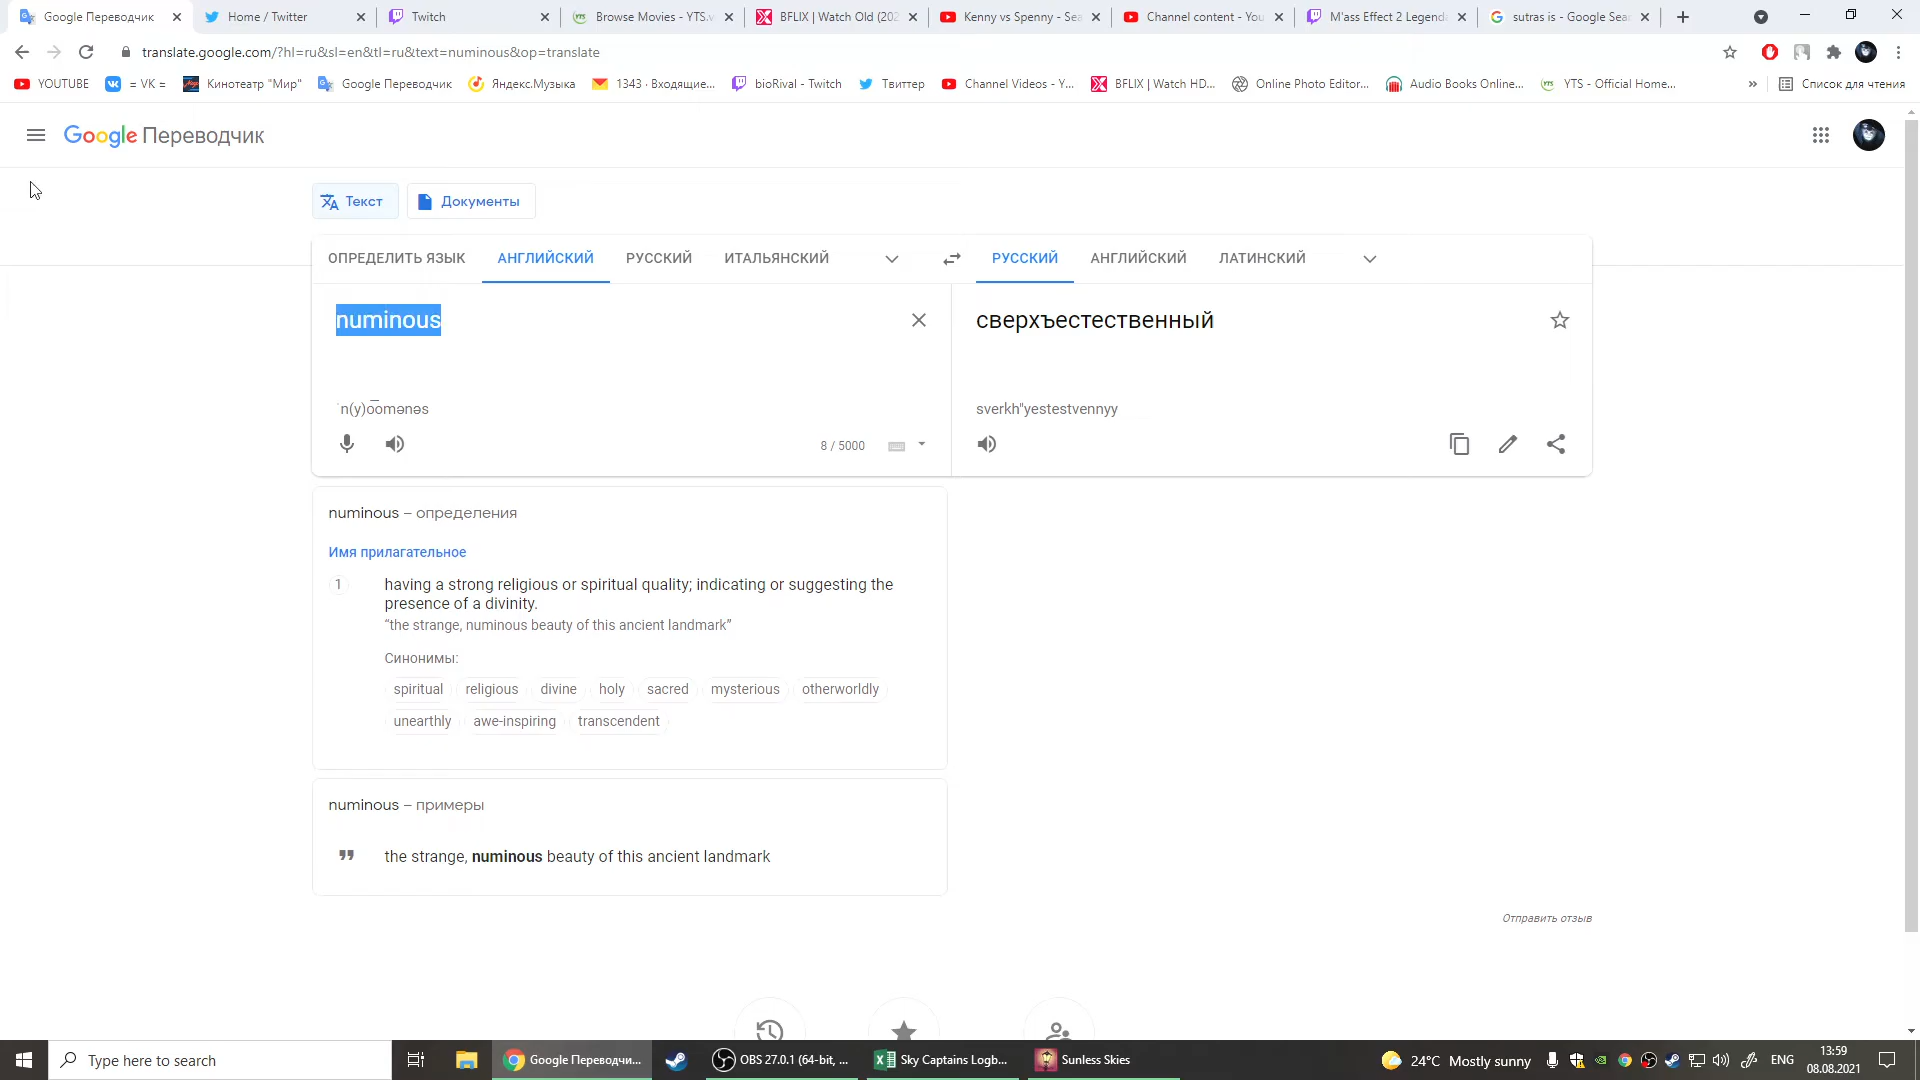 Google Переводчик
Home / Twitter
Twitch
Browse Movies - YTS.
BFLIX | Watch Old (202
Kenny vs Spenny - Sea
Channel content - You
M'ass Effect 2 Legend
sutras is - Google Sea
translate.google.com/?hl=ru&sl=en&tl=ru&text=numinous&op=translate
YOUTUBE
= VK =
Кинотеатр "Мир"
Google Переводчик
Яндекс.Музыка
1343 · Входящие...
bioRival - Twitch
Твиттер
Channel Videos - Y...
BFLIX | Watch HD...
Online Photo Editor...
Audio Books Online...
YTS - Official Home...
»
Список для чтения
Google Переводчик
Текст
Документы
ОПРЕДЕЛИТЬ ЯЗЫК
АНГЛИЙСКИЙ
РУССКИЙ
ИТАЛЬЯНСКИЙ
РУССКИЙ
АНГЛИЙСКИЙ
ЛАТИНСКИЙ
numinous
сверхъестественный
ˈn(y)o͞omənəs
sverkh"yestestvennyy
8 / 5000
numinous – определения
Имя прилагательное
1
having a strong religious or spiritual quality; indicating or suggesting the
presence of a divinity.
“the strange, numinous beauty of this ancient landmark”
Синонимы:
spiritual religious divine holy sacred mysterious otherworldly
unearthly awe-inspiring transcendent
numinous – примеры
the strange, numinous beauty of this ancient landmark
Отправить отзыв
Type here to search
Google Переводчи...
OBS 27.0.1 (64-bit, ...
Sky Captains Logb...
Sunless Skies
24°C Mostly sunny
ENG
13:59
08.08.2021